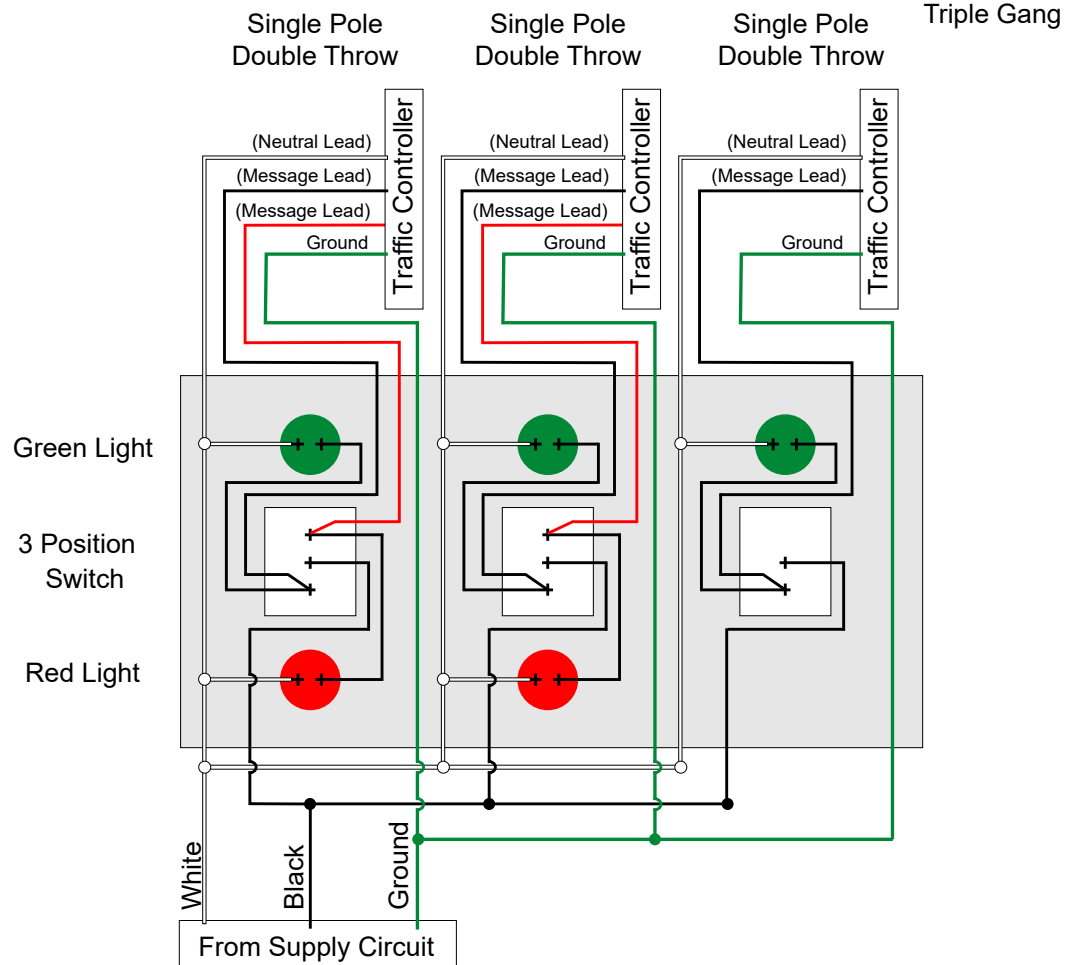 Triple Gang
Single Pole
Double Throw
Single Pole
Double Throw
Single Pole
Double Throw
(Neutral Lead)
(Message Lead)
(Message Lead)
Ground
Traffic Controller
(Neutral Lead)
(Message Lead)
(Message Lead)
Ground
Traffic Controller
(Neutral Lead)
(Message Lead)
Ground
Traffic Controller
Green Light
3 Position
Switch
Red Light
White
Black
Ground
From Supply Circuit